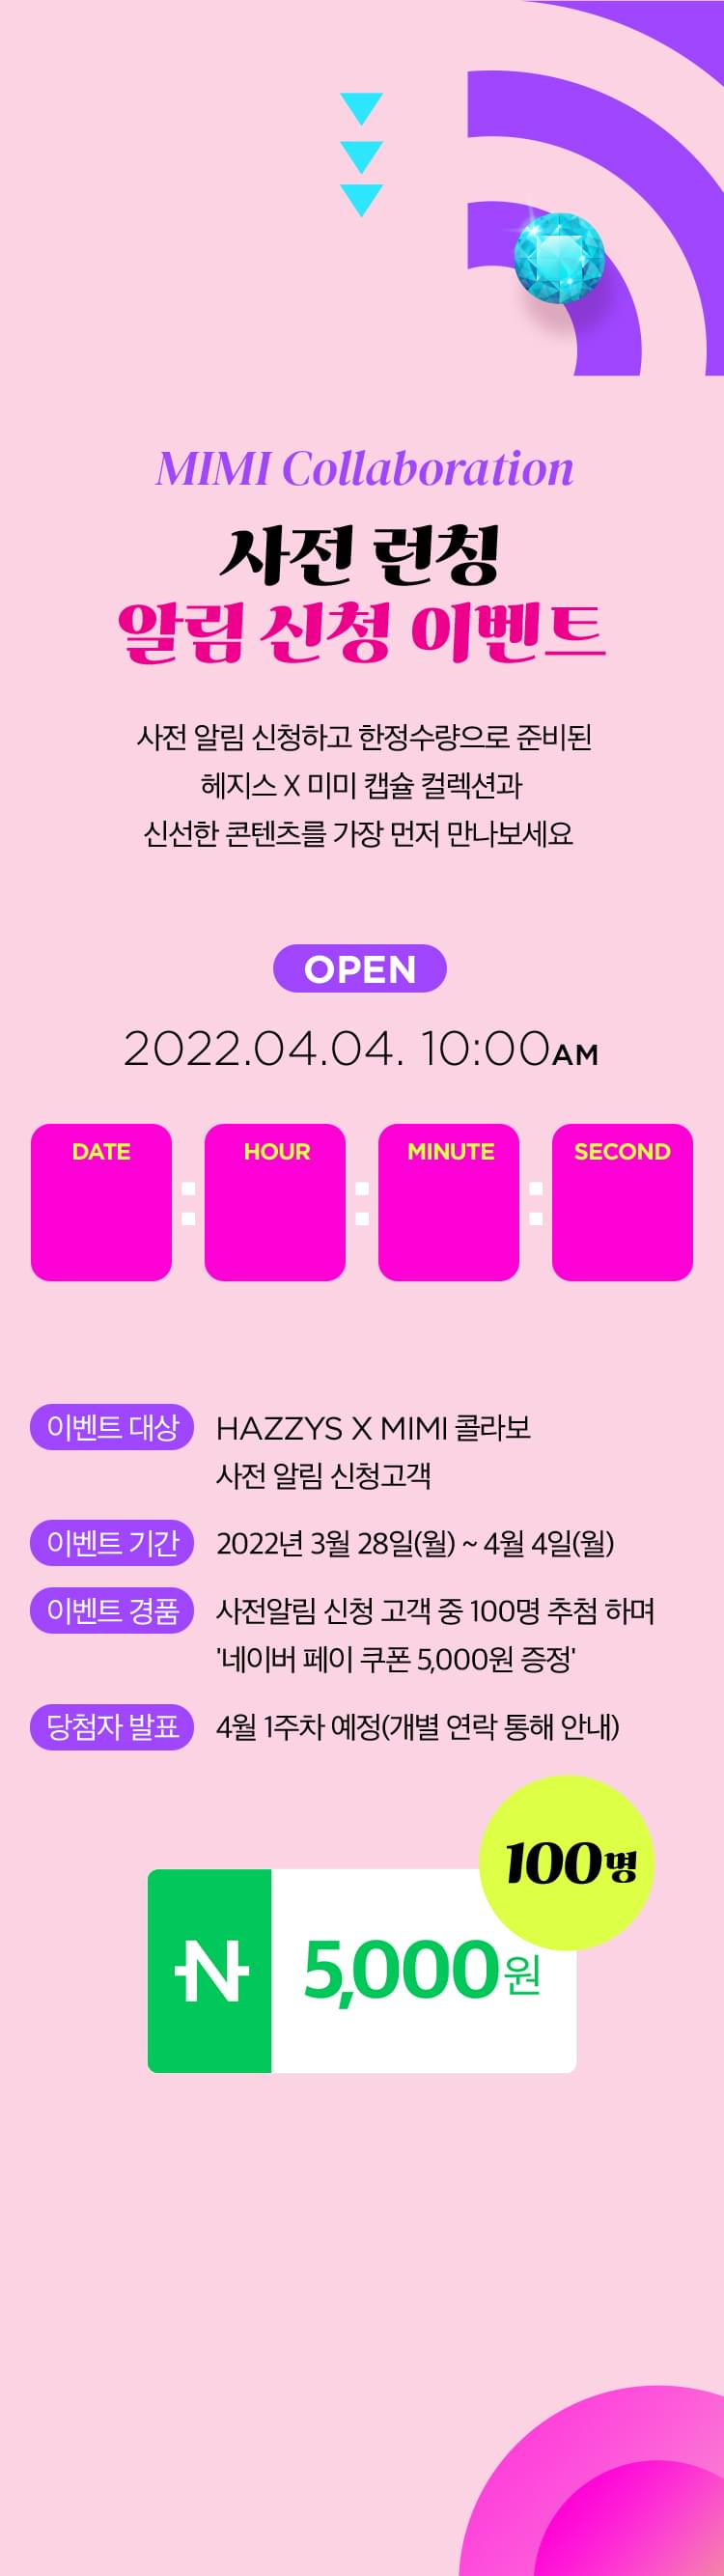 MIMI Collaboration
사전 런칭
알림 신청 이벤트
사전 알림 신청하고 한정수량으로 준비된
헤지스 X 미미 캡슐 컬렉션과
신선한 콘텐츠를 가장 먼저 만나보세요
OPEN
2022.04.04. 10:00AM
DATE : HOUR : MINUTE : SECOND
이벤트 대상 HAZZYS X MIMI 콜라보
사전 알림 신청고객
이벤트 기간 2022년 3월 28일(월) ~ 4월 4일(월)
이벤트 경품 사전알림 신청 고객 중 100명 추첨 하며
'네이버 페이 쿠폰 5,000원 증정'
당첨자 발표 4월 1주차 예정(개별 연락 통해 안내)
100명
N 5,000원